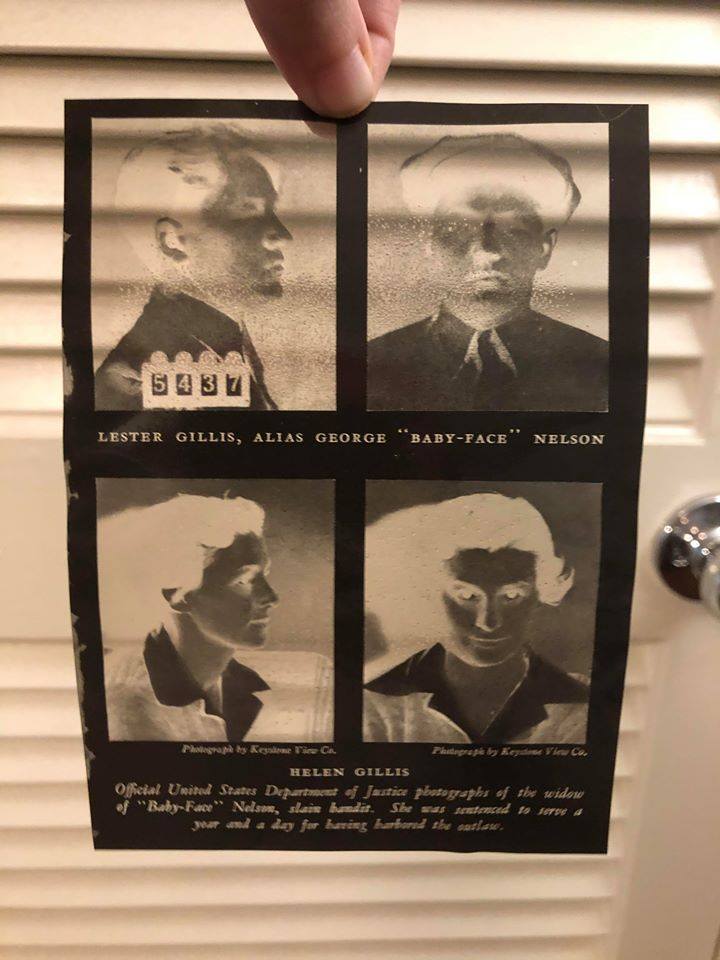 5437
LESTER GILLIS, ALIAS GEORGE "BABY-FACE" NELSON
Photograph by Keystone View Co.
Photograph by Keystone View Co.
HELEN GILLIS
Official United States Department of Justice photographs of the widow
of "Baby-Face" Nelson, slain bandit. She was sentenced to serve a
year and a day for having harbored the outlaw.